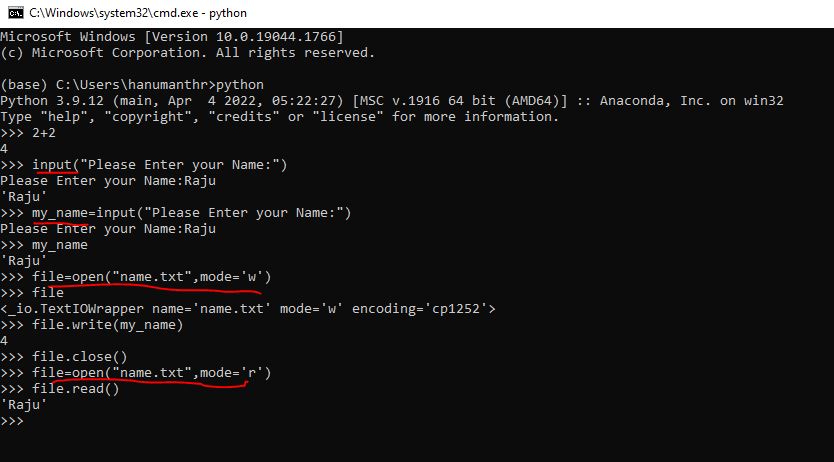 C:\Windows\system32\cmd.exe - python
Microsoft Windows [Version 10.0.19044.1766]
(c) Microsoft Corporation. All rights reserved.
(base) C:\Users\hanumanthr>python
Python 3.9.12 (main, Apr  4 2022, 05:22:27) [MSC v.1916 64 bit (AMD64)] :: Anaconda, Inc. on win32
Type "help", "copyright", "credits" or "license" for more information.
>>> 2+2
4
>>> input("Please Enter your Name:")
Please Enter your Name:Raju
'Raju'
>>> my_name=input("Please Enter your Name:")
Please Enter your Name:Raju
>>> my_name
'Raju'
>>> file=open("name.txt",mode='w')
>>> file
<_io.TextIOWrapper name='name.txt' mode='w' encoding='cp1252'>
>>> file.write(my_name)
4
>>> file.close()
>>> file=open("name.txt",mode='r')
>>> file.read()
'Raju'
>>>